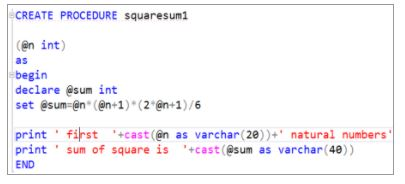 CREATE PROCEDURE squaresum1
(@n int)
as
begin
declare @sum int
set @sum=@n*(@n+1)*(2*@n+1)/6
print ' first  '+cast(@n as varchar(20))+' natural numbers'
print ' sum of square is  '+cast(@sum as varchar(40))
END